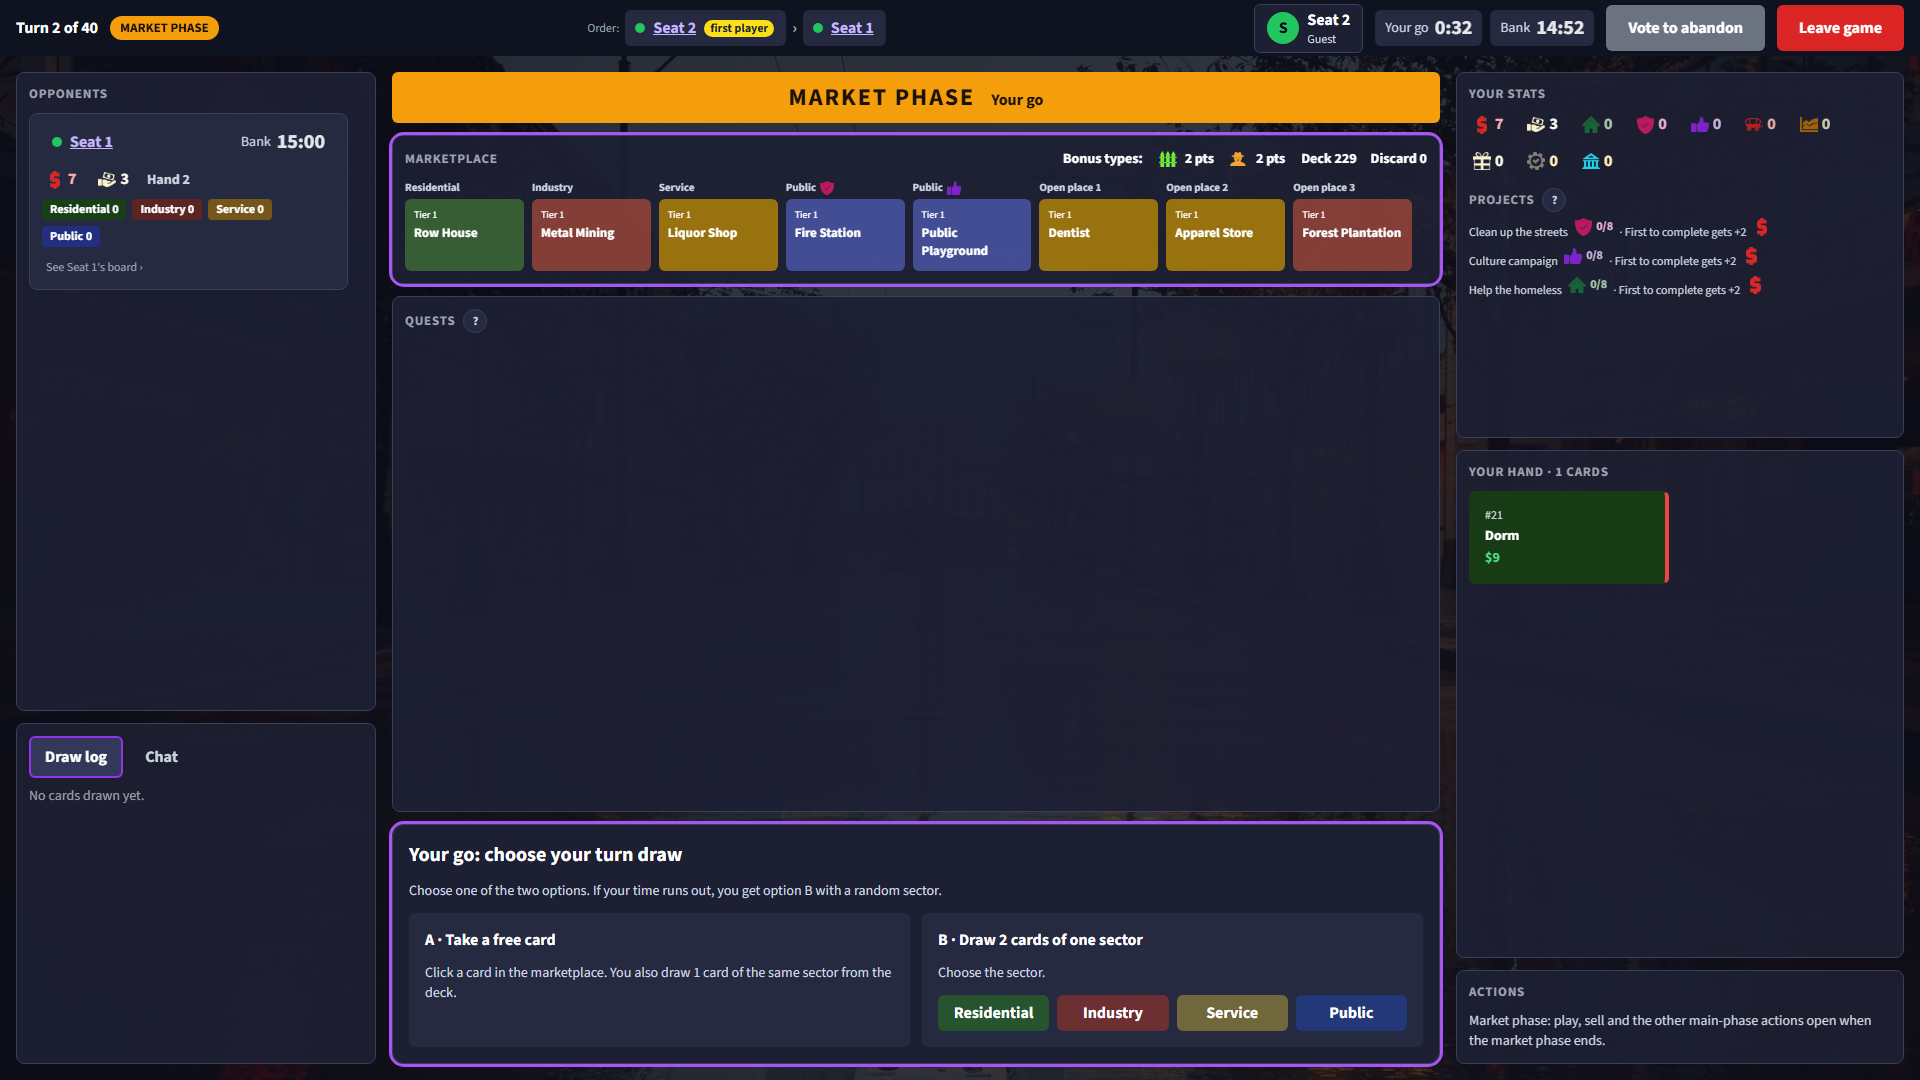 Turn 2 of 40
MARKET PHASE
Order:
Seat 2
first player
›
Seat 1
S
Seat 2
Guest
Your go 0:32
Bank 14:52
Vote to abandon
Leave game
OPPONENTS
Seat 1
Bank 15:00
7
3
Hand 2
Residential 0
Industry 0
Service 0
Public 0
See Seat 1's board ›
Draw log
Chat
No cards drawn yet.
MARKET PHASE Your go
MARKETPLACE
Bonus types:
2 pts
2 pts
Deck 229
Discard 0
Residential
Tier 1
Row House
Industry
Tier 1
Metal Mining
Service
Tier 1
Liquor Shop
Public
Tier 1
Fire Station
Public
Tier 1
Public
Playground
Open place 1
Tier 1
Dentist
Open place 2
Tier 1
Apparel Store
Open place 3
Tier 1
Forest Plantation
QUESTS ?
Your go: choose your turn draw
Choose one of the two options. If your time runs out, you get option B with a random sector.
A · Take a free card
Click a card in the marketplace. You also draw 1 card of the same sector from the
deck.
B · Draw 2 cards of one sector
Choose the sector.
Residential
Industry
Service
Public
YOUR STATS
7
3
0
0
0
0
0
0
0
0
PROJECTS ?
Clean up the streets 0/8 · First to complete gets +2
Culture campaign 0/8 · First to complete gets +2
Help the homeless 0/8 · First to complete gets +2
YOUR HAND · 1 CARDS
#21
Dorm
$9
ACTIONS
Market phase: play, sell and the other main-phase actions open when
the market phase ends.